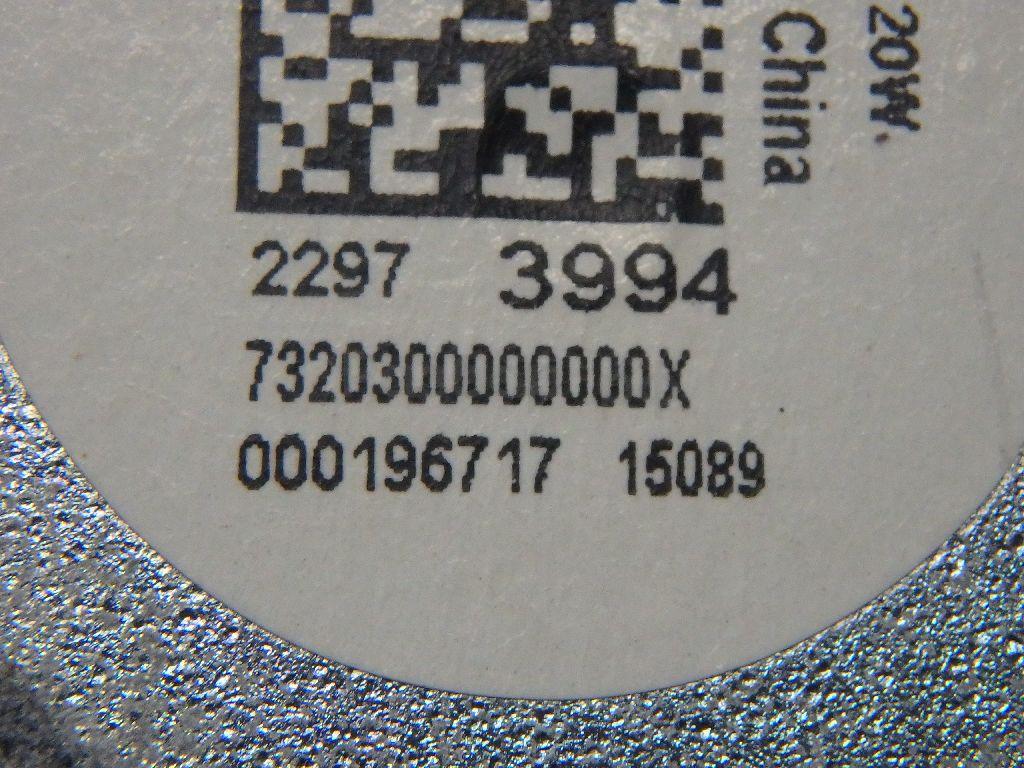 20W.
China
2297 3994
7320300000000X
000196717 15089